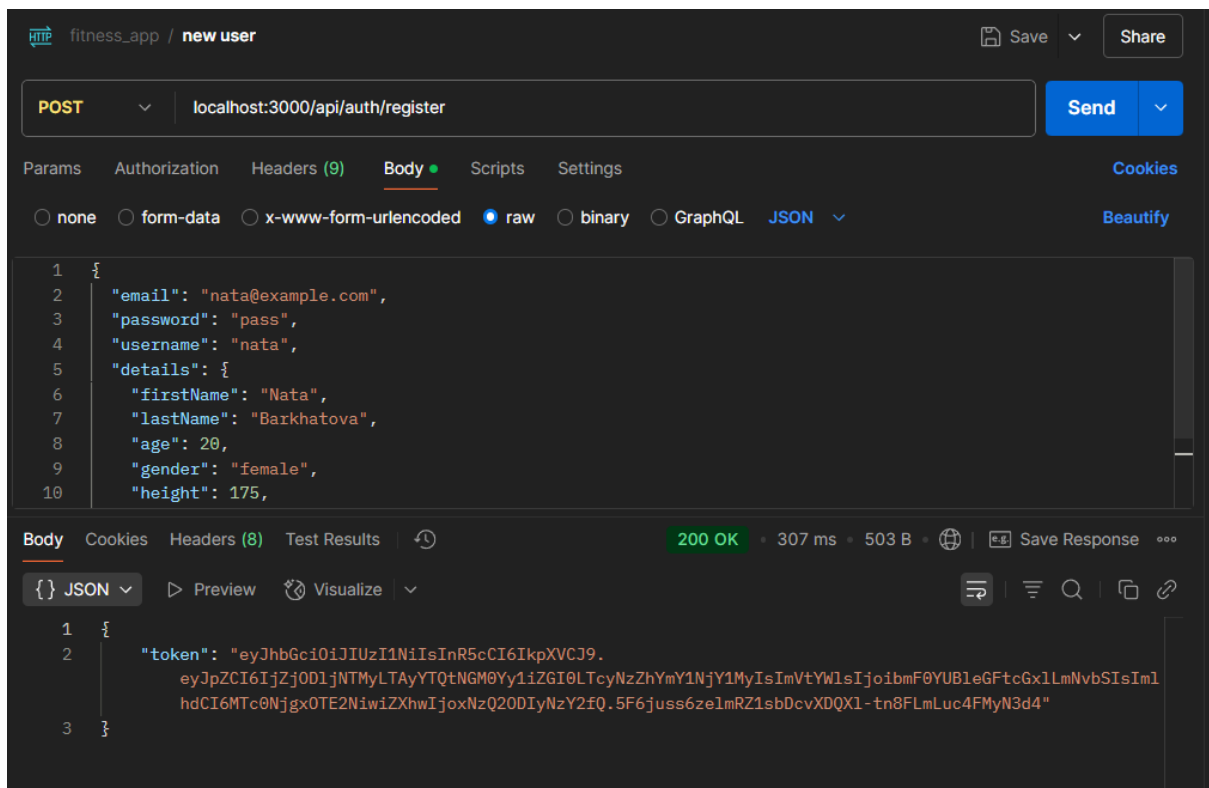 HTTP fitness_app / new user Save Share
POST localhost:3000/api/auth/register Send
Params Authorization Headers (9) Body Scripts Settings Cookies
none form-data x-www-form-urlencoded raw binary GraphQL JSON Beautify
1 {
2 "email": "nata@example.com",
3 "password": "pass",
4 "username": "nata",
5 "details": {
6 "firstName": "Nata",
7 "lastName": "Barkhatova",
8 "age": 20,
9 "gender": "female",
10 "height": 175,
Body Cookies Headers (8) Test Results 200 OK • 307 ms • 503 B • e.g. Save Response
{} JSON Preview Visualize
1 {
2 "token": "eyJhbGciOiJIUzI1NiIsInR5cCI6IkpXVCJ9.
eyJpZCI6IjZjODljNTMyLTAyYTQtNGM0Yy1iZGI0LTcyNzZhYmY1NjY1MyIsImVtYWlsIjoibmF0YUBleGFtcGxlLmNvbSIsIml
hdCI6MTc0NjgxOTE2NiwiZXhwIjoxNzQ2ODIyNzY2fQ.5F6juss6zelmRZ1sbDcvXDQXl-tn8FLmLuc4FMyN3d4"
3 }